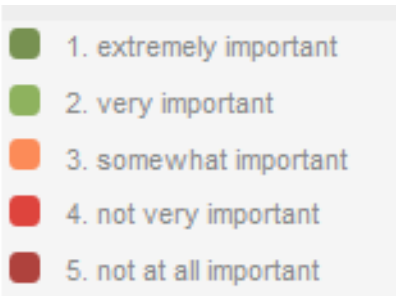 1. extremely important
2. very important
3. somewhat important
4. not very important
5. not at all important